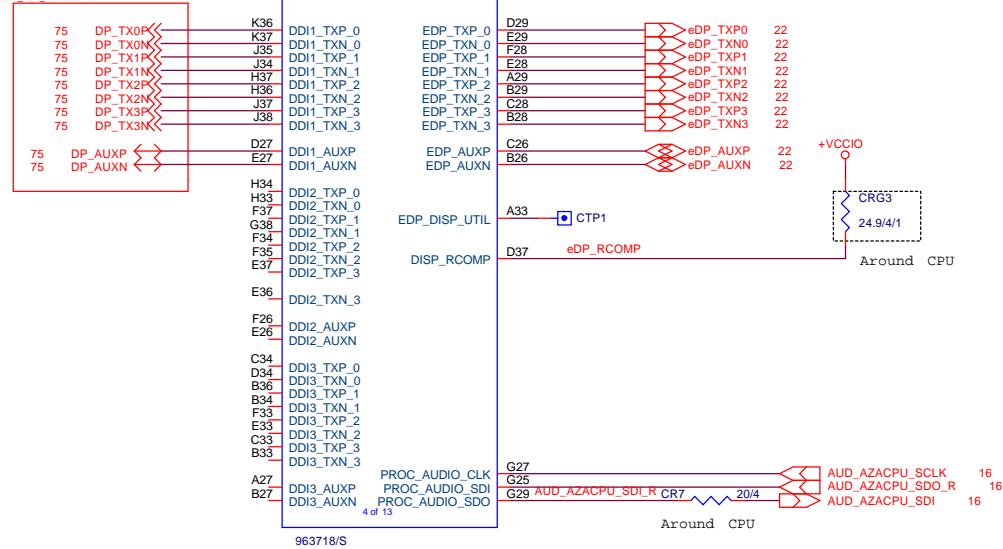 75 DP_TX0P K36 DDI1_TXP_0 EDP_TXP_0 D29 eDP_TXP0 22
75 DP_TX0N K37 DDI1_TXN_0 EDP_TXN_0 E29 eDP_TXN0 22
75 DP_TX1P J35 DDI1_TXP_1 EDP_TXP_1 F28 eDP_TXP1 22
75 DP_TX1N J34 DDI1_TXN_1 EDP_TXN_1 E28 eDP_TXN1 22
75 DP_TX2P H37 DDI1_TXP_2 EDP_TXP_2 A29 eDP_TXP2 22
75 DP_TX2N H36 DDI1_TXN_2 EDP_TXN_2 B29 eDP_TXN2 22
75 DP_TX3P J37 DDI1_TXP_3 EDP_TXP_3 C28 eDP_TXP3 22
75 DP_TX3N J38 DDI1_TXN_3 EDP_TXN_3 B28 eDP_TXN3 22
75 DP_AUXP D27 DDI1_AUXP EDP_AUXP C26 eDP_AUXP 22
75 DP_AUXN E27 DDI1_AUXN EDP_AUXN B26 eDP_AUXN 22
+VCCIO
CRG3
24.9/4/1
Around CPU
H34 DDI2_TXP_0
H33 DDI2_TXN_0
F37 DDI2_TXP_1 EDP_DISP_UTIL A33 CTP1
G38 DDI2_TXN_1
F34 DDI2_TXP_2
F35 DDI2_TXN_2 DISP_RCOMP D37 eDP_RCOMP
E37 DDI2_TXP_3
E36 DDI2_TXN_3
F26 DDI2_AUXP
E26 DDI2_AUXN
C34 DDI3_TXP_0
D34 DDI3_TXN_0
B36 DDI3_TXP_1
B34 DDI3_TXN_1
F33 DDI3_TXP_2
E33 DDI3_TXN_2
C33 DDI3_TXP_3
B33 DDI3_TXN_3
PROC_AUDIO_CLK G27 AUD_AZACPU_SCLK 16
A27 DDI3_AUXP PROC_AUDIO_SDI G25 AUD_AZACPU_SDO_R 16
B27 DDI3_AUXN PROC_AUDIO_SDO G29 AUD_AZACPU_SDI_R CR7 20/4 AUD_AZACPU_SDI 16
4 of 13
Around CPU
963718/S